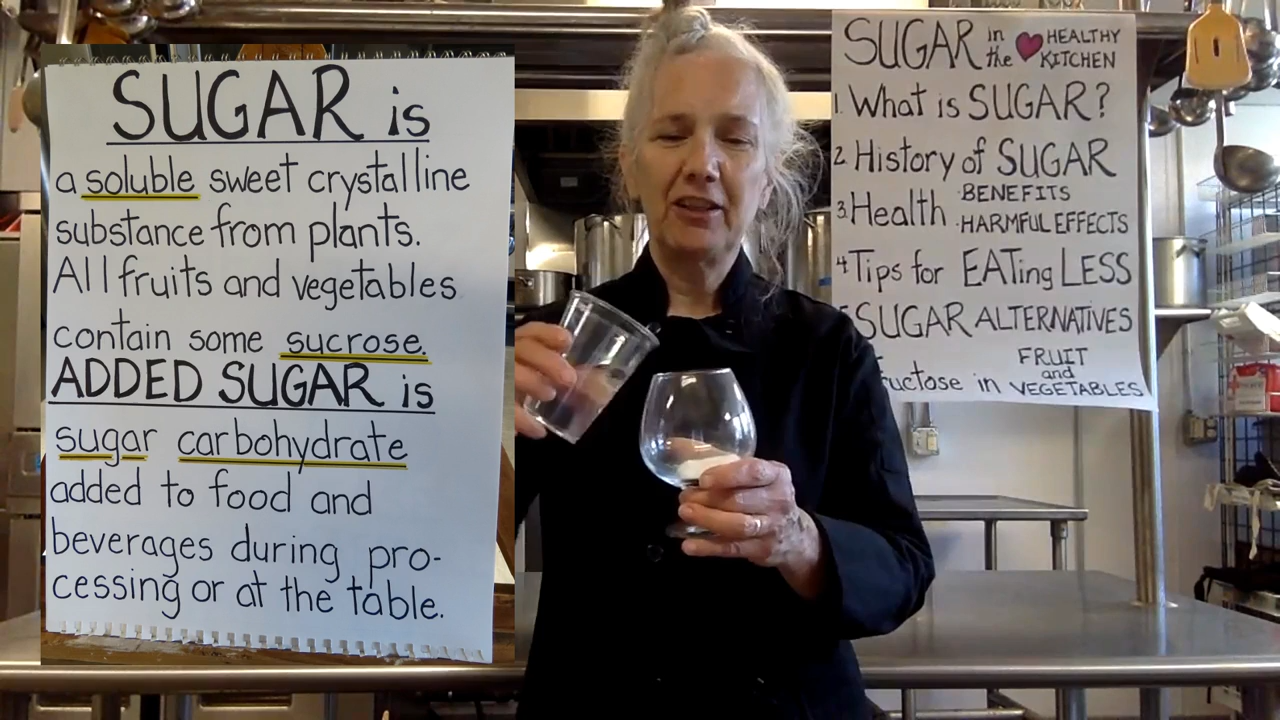 SUGAR is
a soluble sweet crystalline
substance from plants.
All fruits and vegetables
contain some sucrose.
ADDED SUGAR is
sugar carbohydrate
added to food and
beverages during pro-
cessing or at the table.
SUGAR in the HEALTHY KITCHEN
1. What is SUGAR?
2. History of SUGAR
3. Health · BENEFITS
· HARMFUL EFFECTS
4. Tips for EATing LESS
SUGAR ALTERNATIVES
ructose in FRUIT and VEGETABLES